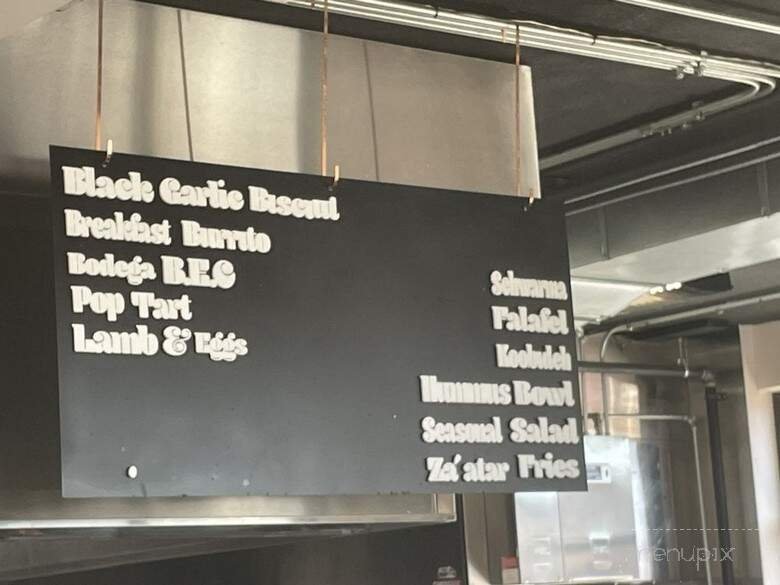 Black Garlic Biscuit
Breakfast Burrito
Bodega B.E.C
Pop Tart
Lamb & Eggs
Schwarma
Falafel
Koobideh
Hummus Bowl
Seasonal Salad
Za'atar Fries
menupix